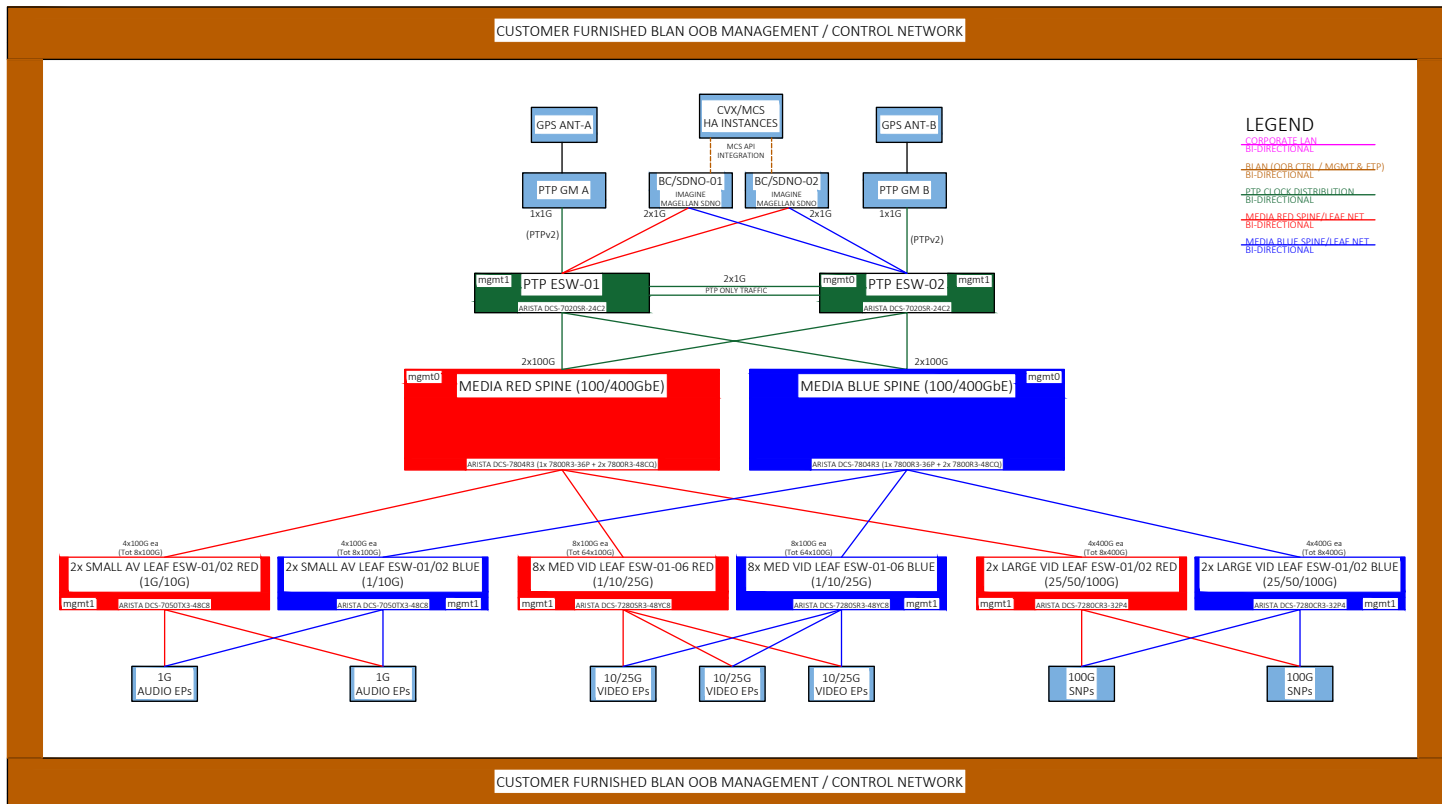 CUSTOMER FURNISHED BLAN OOB MANAGEMENT / CONTROL NETWORK
GPS ANT-A
CVX/MCS
HA INSTANCES
GPS ANT-B
LEGEND
CORPORATE LAN
BI-DIRECTIONAL
BLAN (OOB CTRL / MGMT & FTP)
BI-DIRECTIONAL
PTP CLOCK DISTRIBUTION
BI-DIRECTIONAL
MEDIA RED SPINE/LEAF NET
BI-DIRECTIONAL
MEDIA BLUE SPINE/LEAF NET
BI-DIRECTIONAL
MCS API
INTEGRATION
PTP GM A
BC/SDNO-01
IMAGINE
MAGELLAN SDNO
BC/SDNO-02
IMAGINE
MAGELLAN SDNO
PTP GM B
1x1G
2x1G
2x1G
1x1G
(PTPv2)
(PTPv2)
mgmt1
PTP ESW-01
ARISTA DCS-7020SR-24C2
2x1G
PTP ONLY TRAFFIC
mgmt0
PTP ESW-02
mgmt1
ARISTA DCS-7020SR-24C2
2x100G
2x100G
mgmt0
MEDIA RED SPINE (100/400GbE)
ARISTA DCS-7804R3 (1x 7800R3-36P + 2x 7800R3-48CQ)
MEDIA BLUE SPINE (100/400GbE)
mgmt0
ARISTA DCS-7804R3 (1x 7800R3-36P + 2x 7800R3-48CQ)
4x100G ea
(Tot 8x100G)
4x100G ea
(Tot 8x100G)
8x100G ea
(Tot 64x100G)
8x100G ea
(Tot 64x100G)
4x400G ea
(Tot 8x400G)
4x400G ea
(Tot 8x400G)
2x SMALL AV LEAF ESW-01/02 RED
(1G/10G)
mgmt1
ARISTA DCS-7050TX3-48C8
2x SMALL AV LEAF ESW-01/02 BLUE
(1/10G)
ARISTA DCS-7050TX3-48C8
mgmt1
8x MED VID LEAF ESW-01-06 RED
(1/10/25G)
mgmt1
ARISTA DCS-7280SR3-48YC8
8x MED VID LEAF ESW-01-06 BLUE
(1/10/25G)
ARISTA DCS-7280SR3-48YC8
mgmt1
2x LARGE VID LEAF ESW-01/02 RED
(25/50/100G)
mgmt1
ARISTA DCS-7280CR3-32P4
2x LARGE VID LEAF ESW-01/02 BLUE
(25/50/100G)
ARISTA DCS-7280CR3-32P4
mgmt1
1G
AUDIO EPs
1G
AUDIO EPs
10/25G
VIDEO EPs
10/25G
VIDEO EPs
10/25G
VIDEO EPs
100G
SNPs
100G
SNPs
CUSTOMER FURNISHED BLAN OOB MANAGEMENT / CONTROL NETWORK